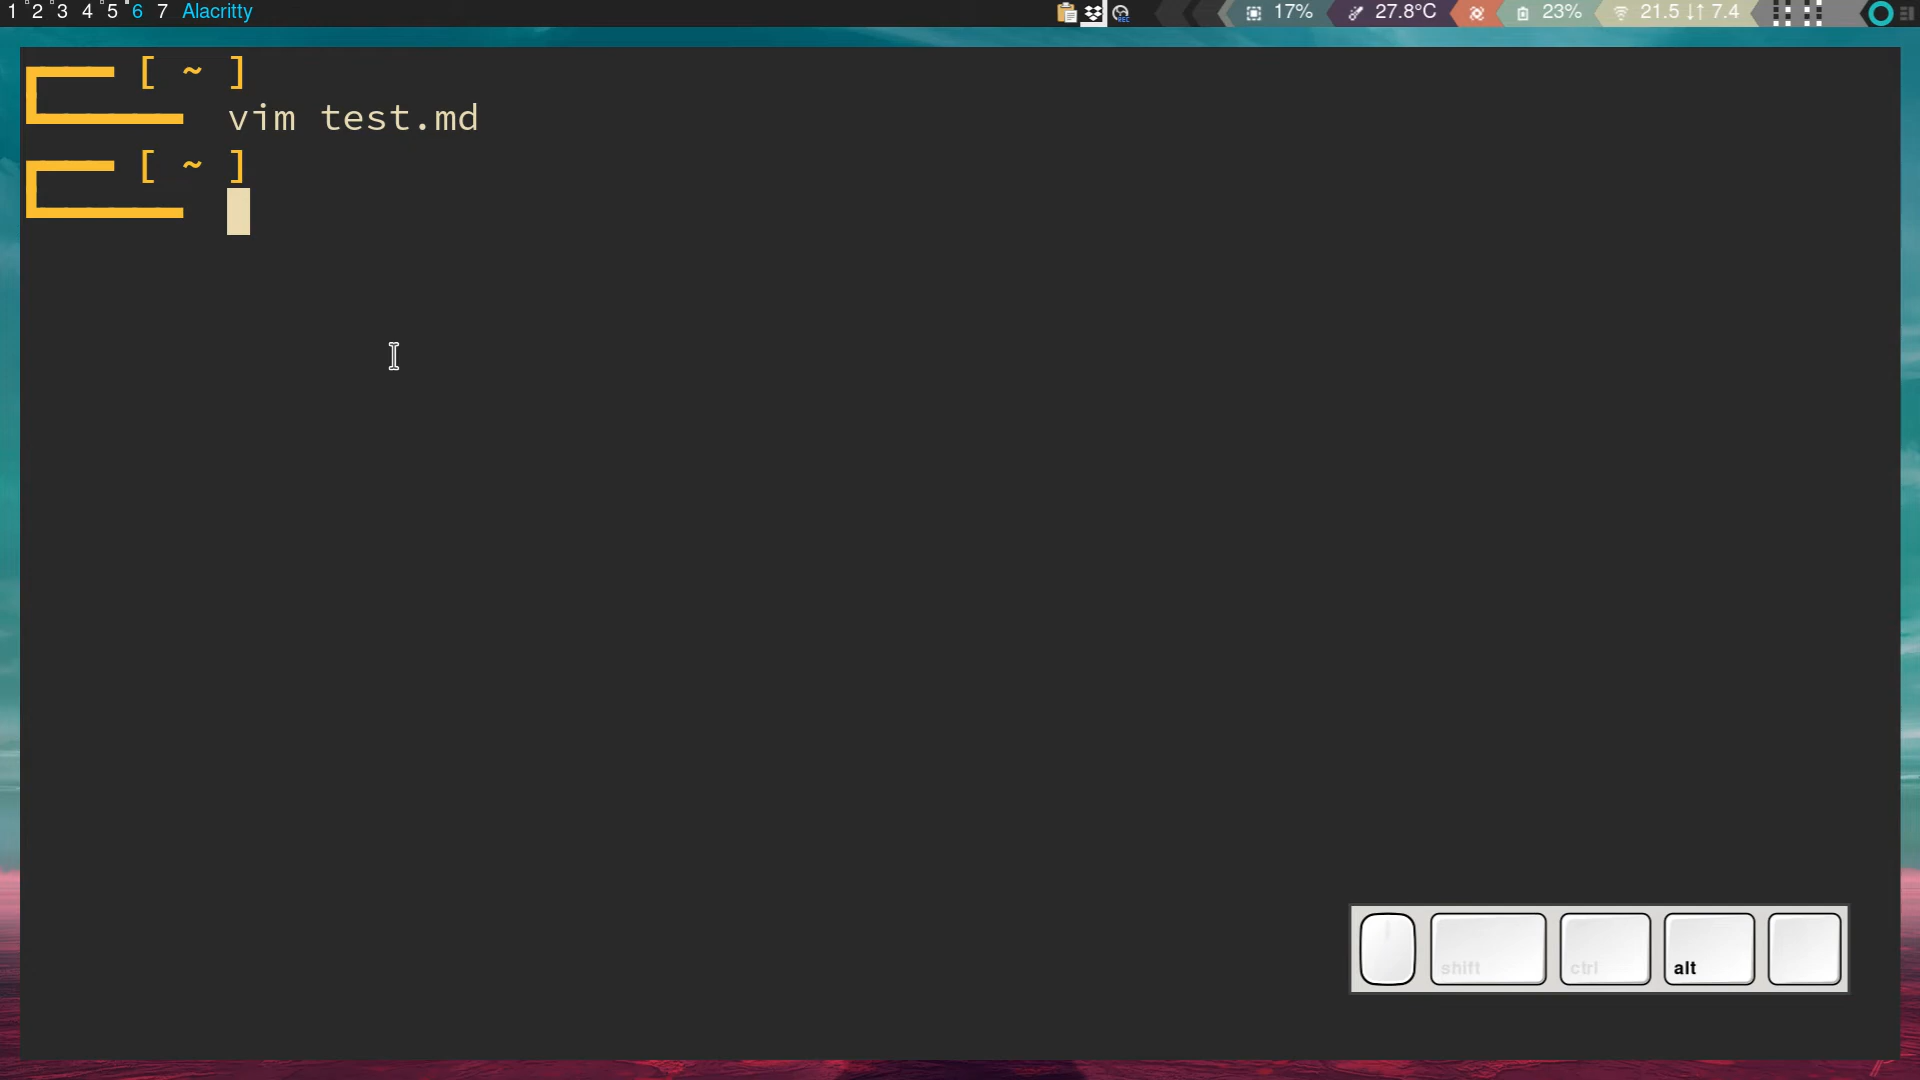 1 2 3 4 5 6 7 Alacritty 17% 27.8°C 23% 21.5 ↓↑ 7.4
[ ~ ]
vim test.md
[ ~ ]
shift ctrl alt